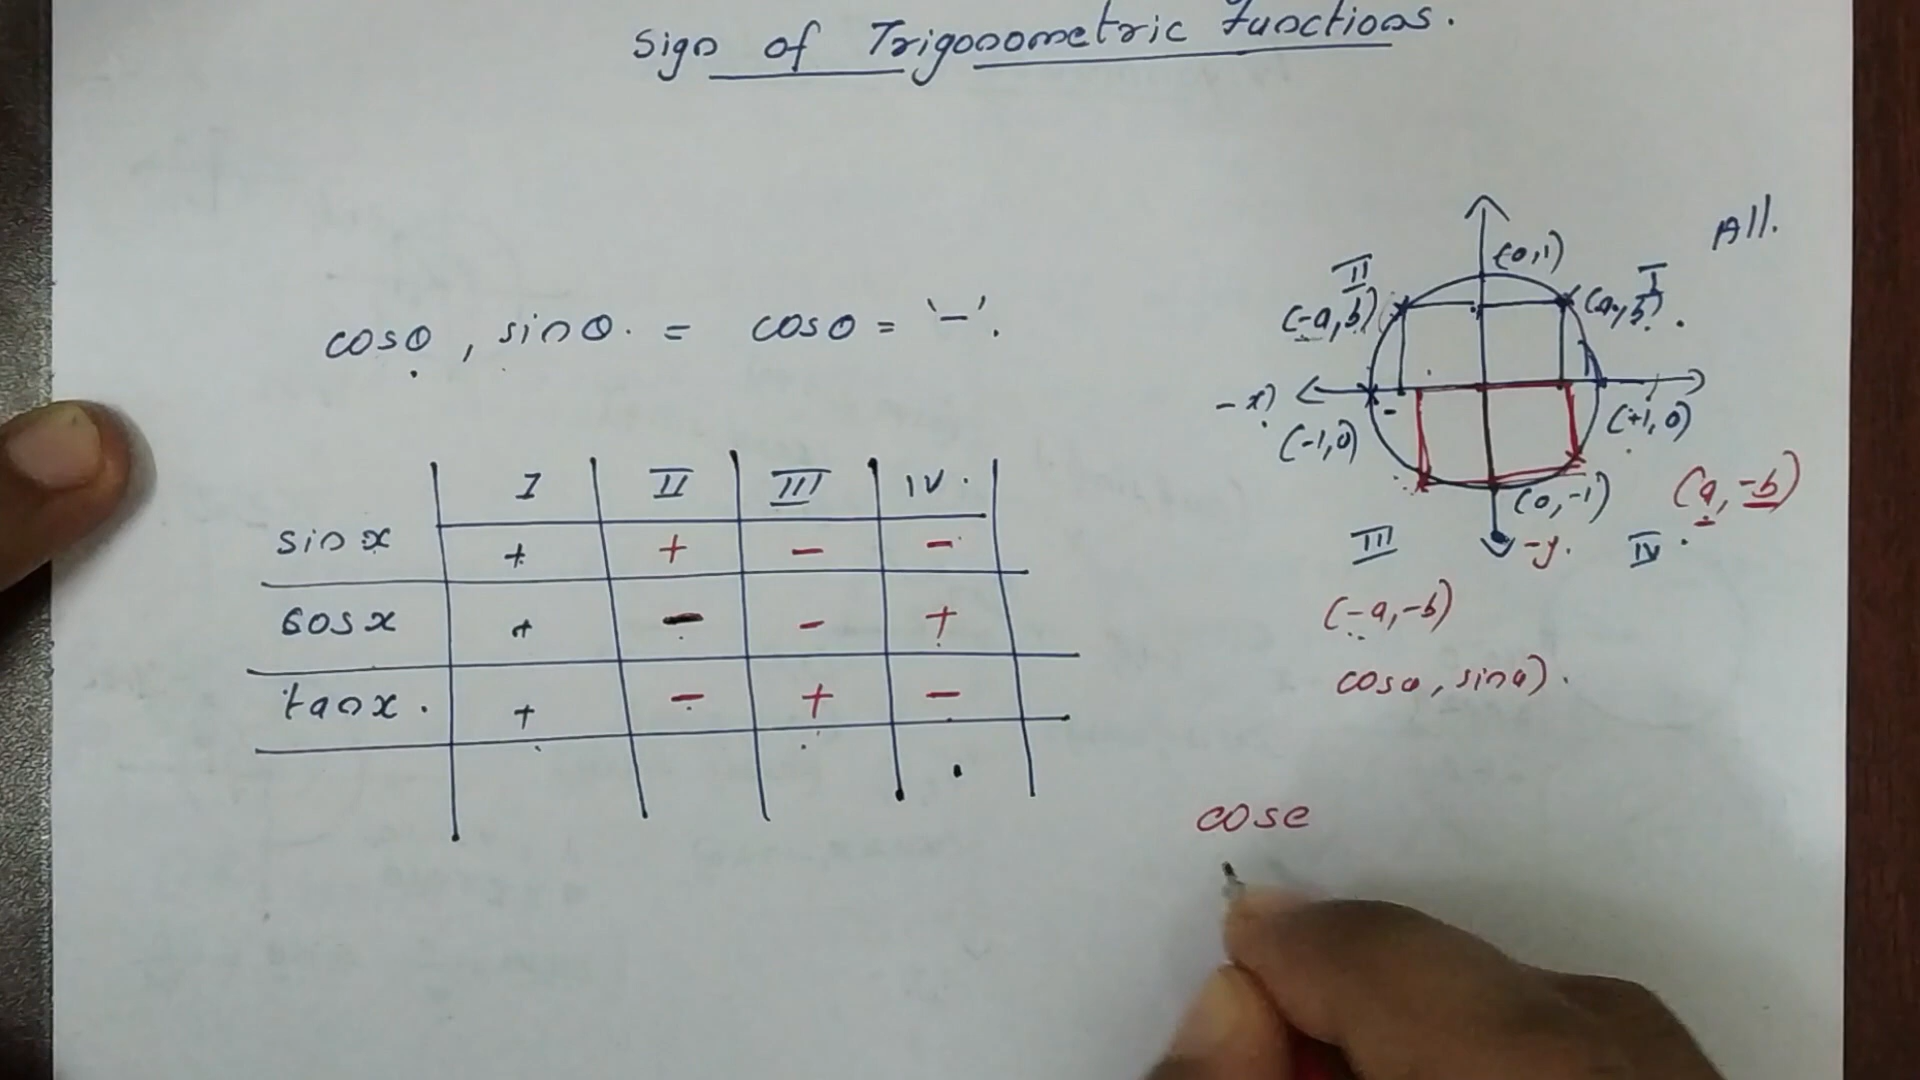 Sign of Trigonometric Functions.
All.
(0,1)
II
I
(-a,b)
(a,b).
cosθ, sinθ. = cosθ = '-'.
-x)
(-1,0)
(+1,0)
(0,-1)
(a,-b)
III
-y.
IV.
(-a,-b)
cosθ, sinθ).
I II III IV.
sin x + + - -
cos x + - - +
tan x. + - + -
cose